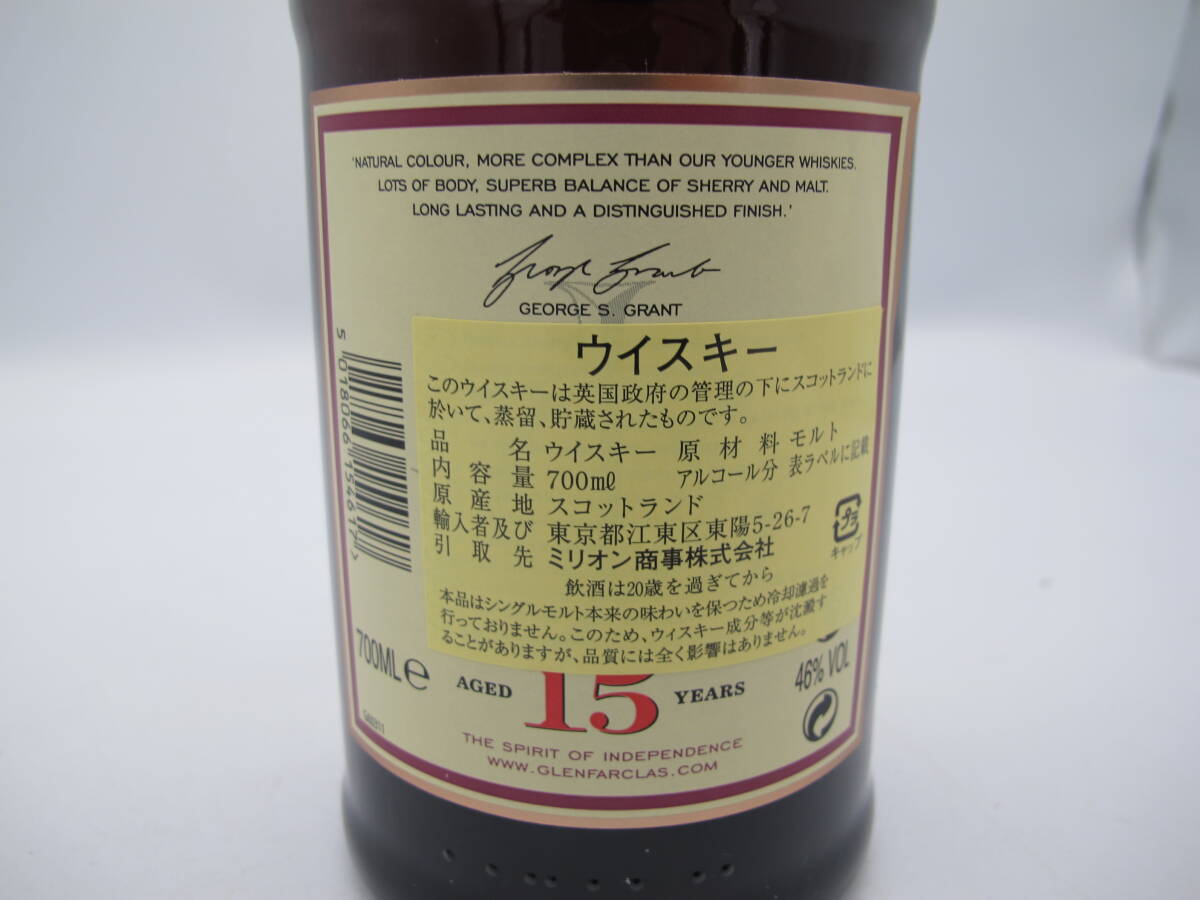 'NATURAL COLOUR, MORE COMPLEX THAN OUR YOUNGER WHISKIES.
LOTS OF BODY, SUPERB BALANCE OF SHERRY AND MALT.
LONG LASTING AND A DISTINGUISHED FINISH.'
George Grant
GEORGE S. GRANT
ウイスキー
このウイスキーは英国政府の管理の下にスコットランドに
於いて、蒸留、貯蔵されたものです。
品名 ウイスキー 原材料 モルト
内容量 700mℓ アルコール分 表ラベルに記載
原産地 スコットランド
輸入者及び 東京都江東区東陽5-26-7
引取先 ミリオン商事株式会社
プラ
キャップ
飲酒は20歳を過ぎてから
本品はシングルモルト本来の味わいを保つため冷却濾過を
行っておりません。このため、ウィスキー成分等が沈澱す
ることがありますが、品質には全く影響はありません。
5 018066 154617 >
700ML e
AGED 15 YEARS
46% VOL
THE SPIRIT OF INDEPENDENCE
WWW.GLENFARCLAS.COM